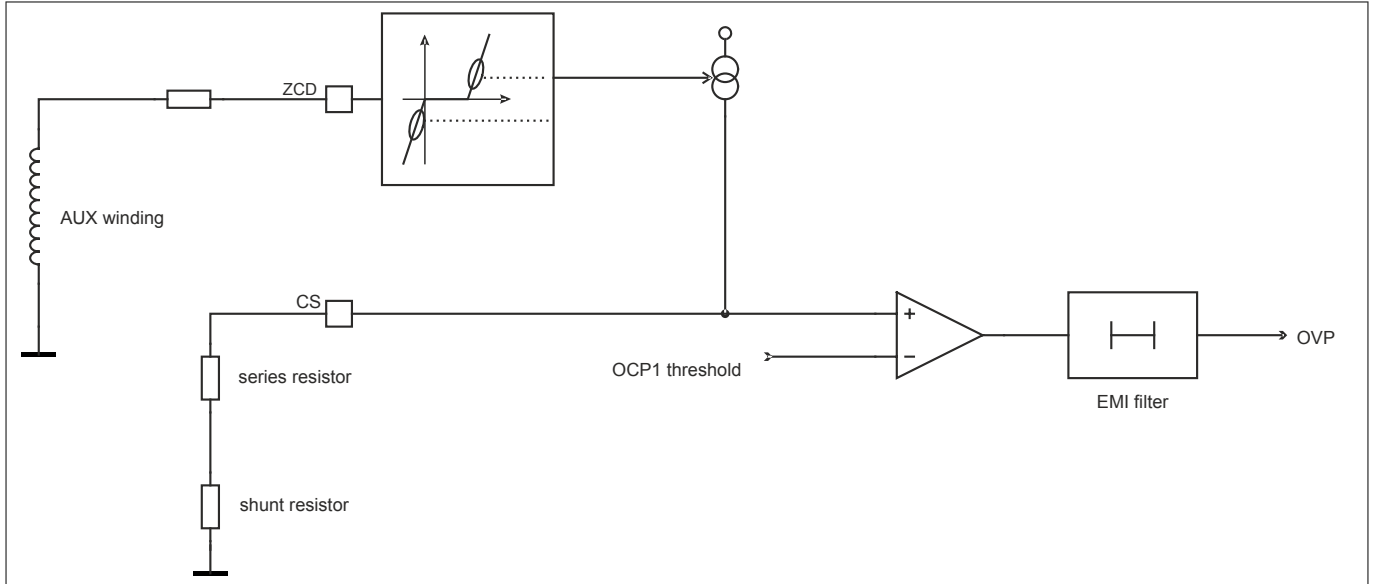 ZCD
AUX winding
CS
+
OCP1 threshold
−
OVP
series resistor
EMI filter
shunt resistor